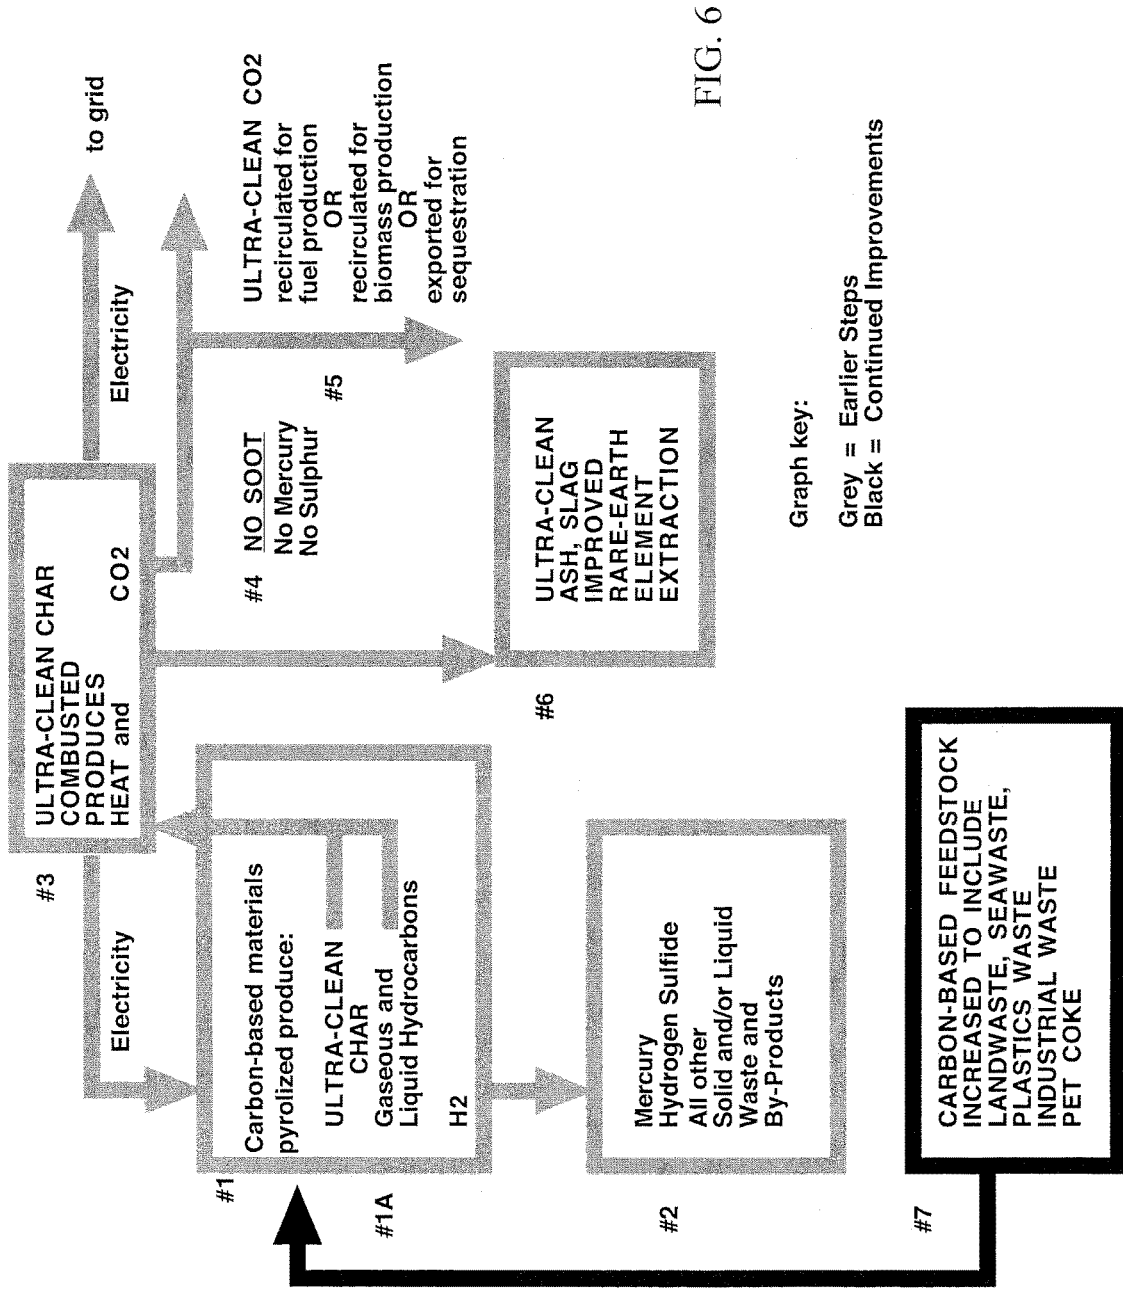 #3
ULTRA-CLEAN CHAR
COMBUSTED
PRODUCES
HEAT and CO2
Electricity
Electricity
to grid
#1
Carbon-based materials
pyrolized produce:
ULTRA-CLEAN
CHAR
#1A
Gaseous and
Liquid Hydrocarbons
H2
#4
NO SOOT
No Mercury
No Sulphur
#5
ULTRA-CLEAN CO2
recirculated for
fuel production
OR
recirculated for
biomass production
OR
exported for
sequestration
#2
Mercury
Hydrogen Sulfide
All other
Solid and/or Liquid
Waste and
By-Products
#6
ULTRA-CLEAN
ASH, SLAG
IMPROVED
RARE-EARTH
ELEMENT
EXTRACTION
#7
CARBON-BASED FEEDSTOCK
INCREASED TO INCLUDE
LANDWASTE, SEAWASTE,
PLASTICS WASTE
INDUSTRIAL WASTE
PET COKE
Graph key:
Grey = Earlier Steps
Black = Continued Improvements
FIG. 6